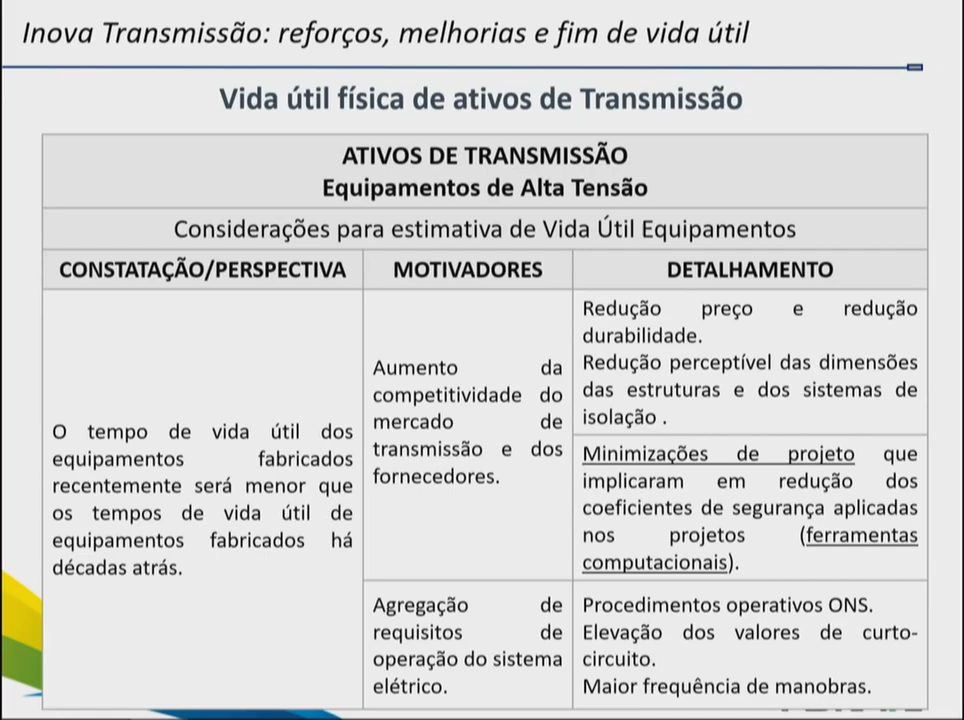 Inova Transmissão: reforços, melhorias e fim de vida útil
Vida útil física de ativos de Transmissão
ATIVOS DE TRANSMISSÃO
Equipamentos de Alta Tensão
Considerações para estimativa de Vida Útil Equipamentos
CONSTATAÇÃO/PERSPECTIVA
MOTIVADORES
DETALHAMENTO
O tempo de vida útil dos
equipamentos fabricados
recentemente será menor que
os tempos de vida útil de
equipamentos fabricados há
décadas atrás.
Aumento da
competitividade do
mercado de
transmissão e dos
fornecedores.
Redução preço e redução
durabilidade.
Redução perceptível das dimensões
das estruturas e dos sistemas de
isolação .
Minimizações de projeto que
implicaram em redução dos
coeficientes de segurança aplicadas
nos projetos (ferramentas
computacionais).
Agregação de
requisitos de
operação do sistema
elétrico.
Procedimentos operativos ONS.
Elevação dos valores de curto-
circuito.
Maior frequência de manobras.